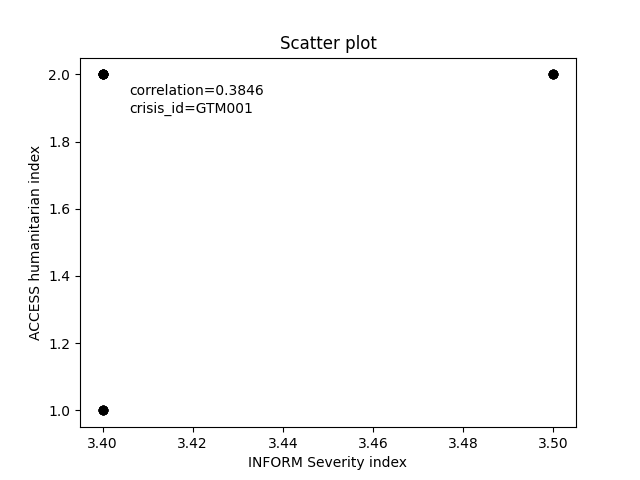 Scatter plot
2.0
correlation=0.3846
crisis_id=GTM001
1.8
1.6
1.4
1.2
1.0
ACCESS humanitarian index
3.40 3.42 3.44 3.46 3.48 3.50
INFORM Severity index